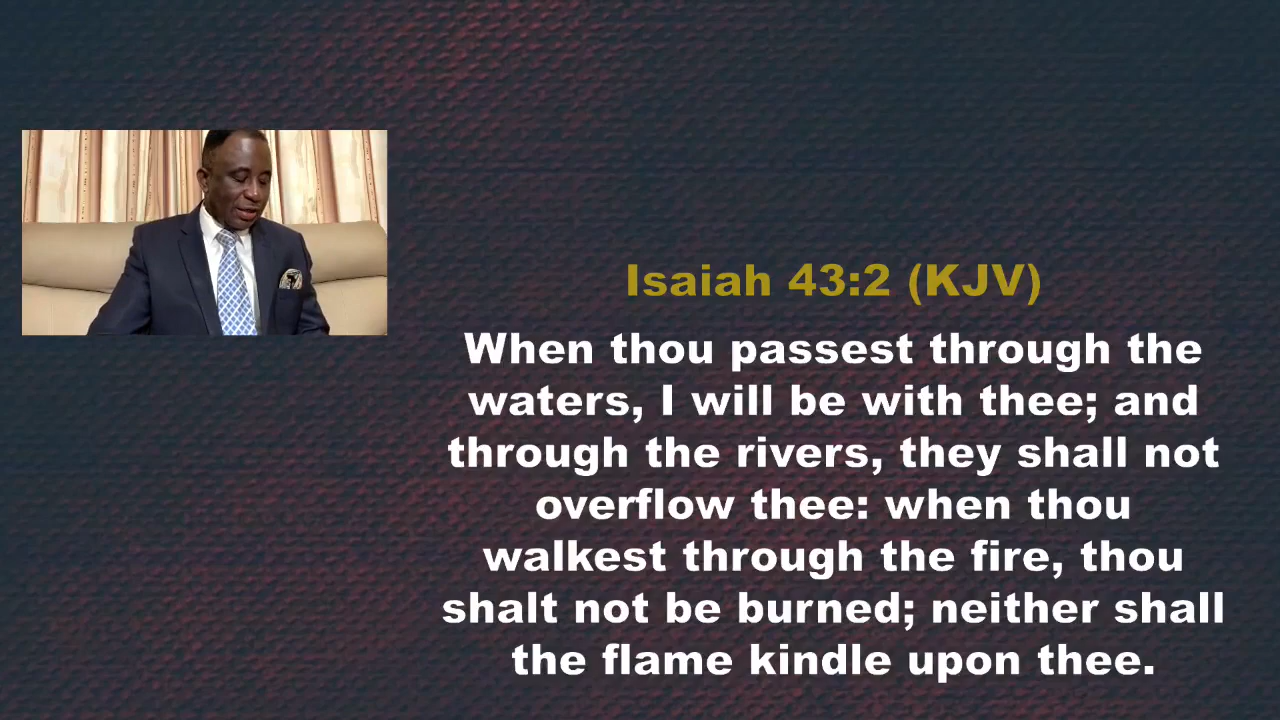 Isaiah 43:2 (KJV)
When thou passest through the
waters, I will be with thee; and
through the rivers, they shall not
overflow thee: when thou
walkest through the fire, thou
shalt not be burned; neither shall
the flame kindle upon thee.